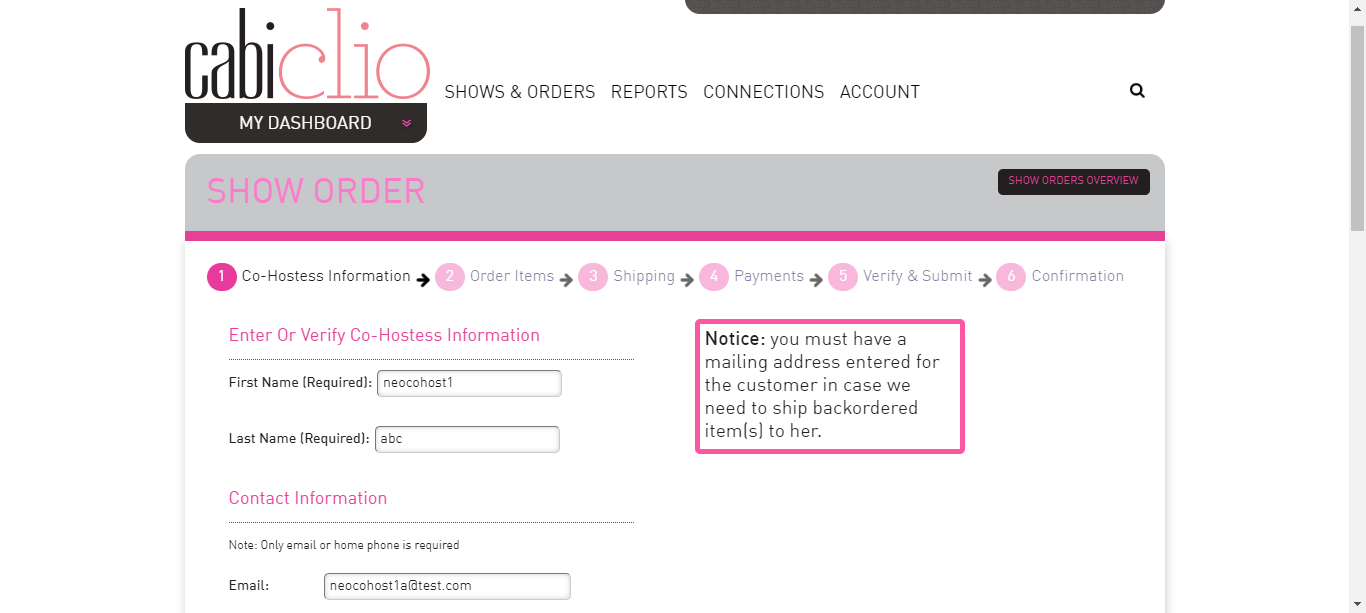 cabiclio
SHOWS & ORDERS REPORTS CONNECTIONS ACCOUNT
MY DASHBOARD
SHOW ORDER
SHOW ORDERS OVERVIEW
1 Co-Hostess Information 2 Order Items 3 Shipping 4 Payments 5 Verify & Submit 6 Confirmation
Enter Or Verify Co-Hostess Information
First Name (Required): neocohost1
Last Name (Required): abc
Notice: you must have a
mailing address entered for
the customer in case we
need to ship backordered
item(s) to her.
Contact Information
Note: Only email or home phone is required
Email: neocohost1a@test.com